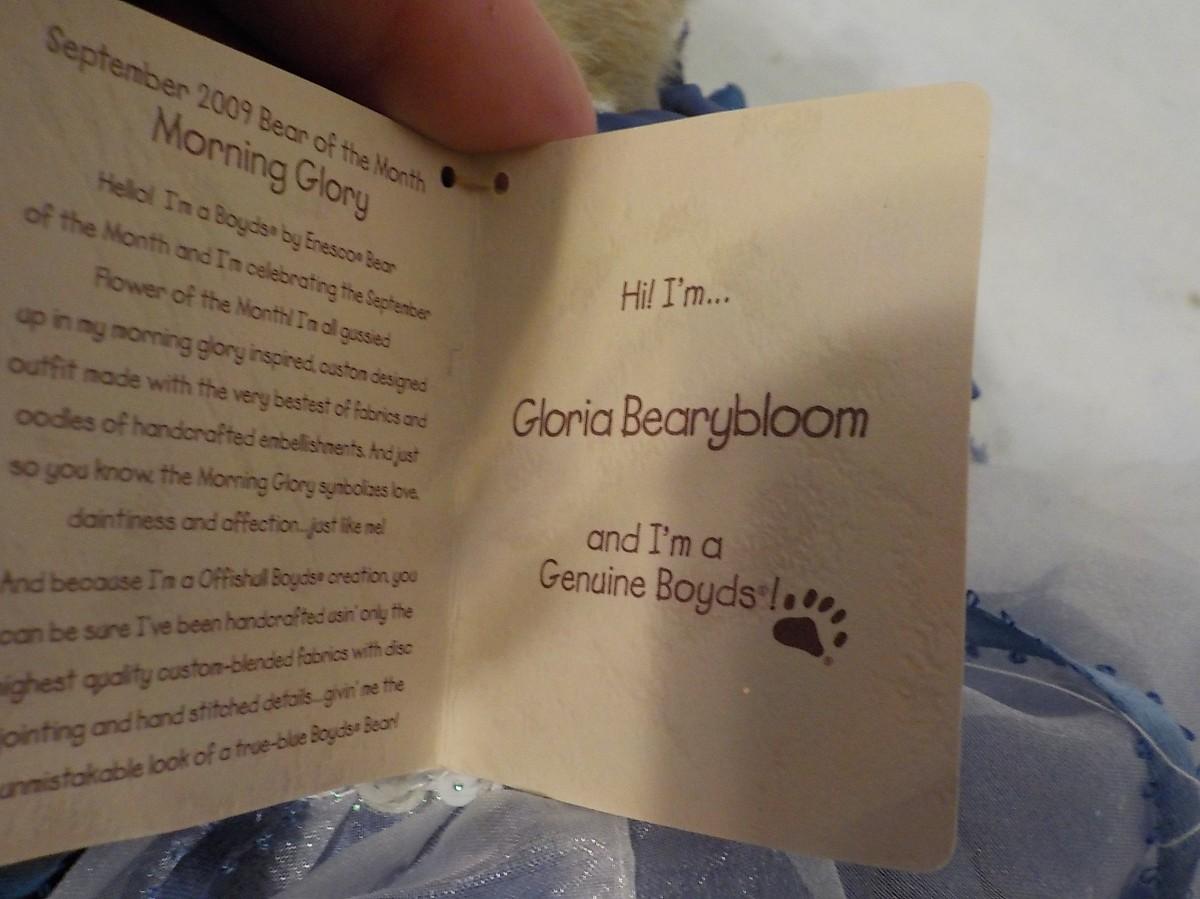 September 2009 Bear of the Month
Morning Glory
Hello! I'm a Boyds® by Enesco® Bear
of the Month and I'm celebrating the September
Flower of the Month! I'm all gussied
up in my morning glory inspired, custom designed
outfit made with the very bestest of fabrics and
oodles of handcrafted embellishments. And just
so you know, the Morning Glory symbolizes love,
daintiness and affection...just like me!
And because I'm a Offishull Boyds® creation, you
can be sure I've been handcrafted usin' only the
highest quality custom-blended fabrics with disc
jointing and hand stitched details...givin' me the
unmistakable look of a true-blue Boyds® Bear!
Hi! I'm...
Gloria Bearybloom
and I'm a
Genuine Boyds®!